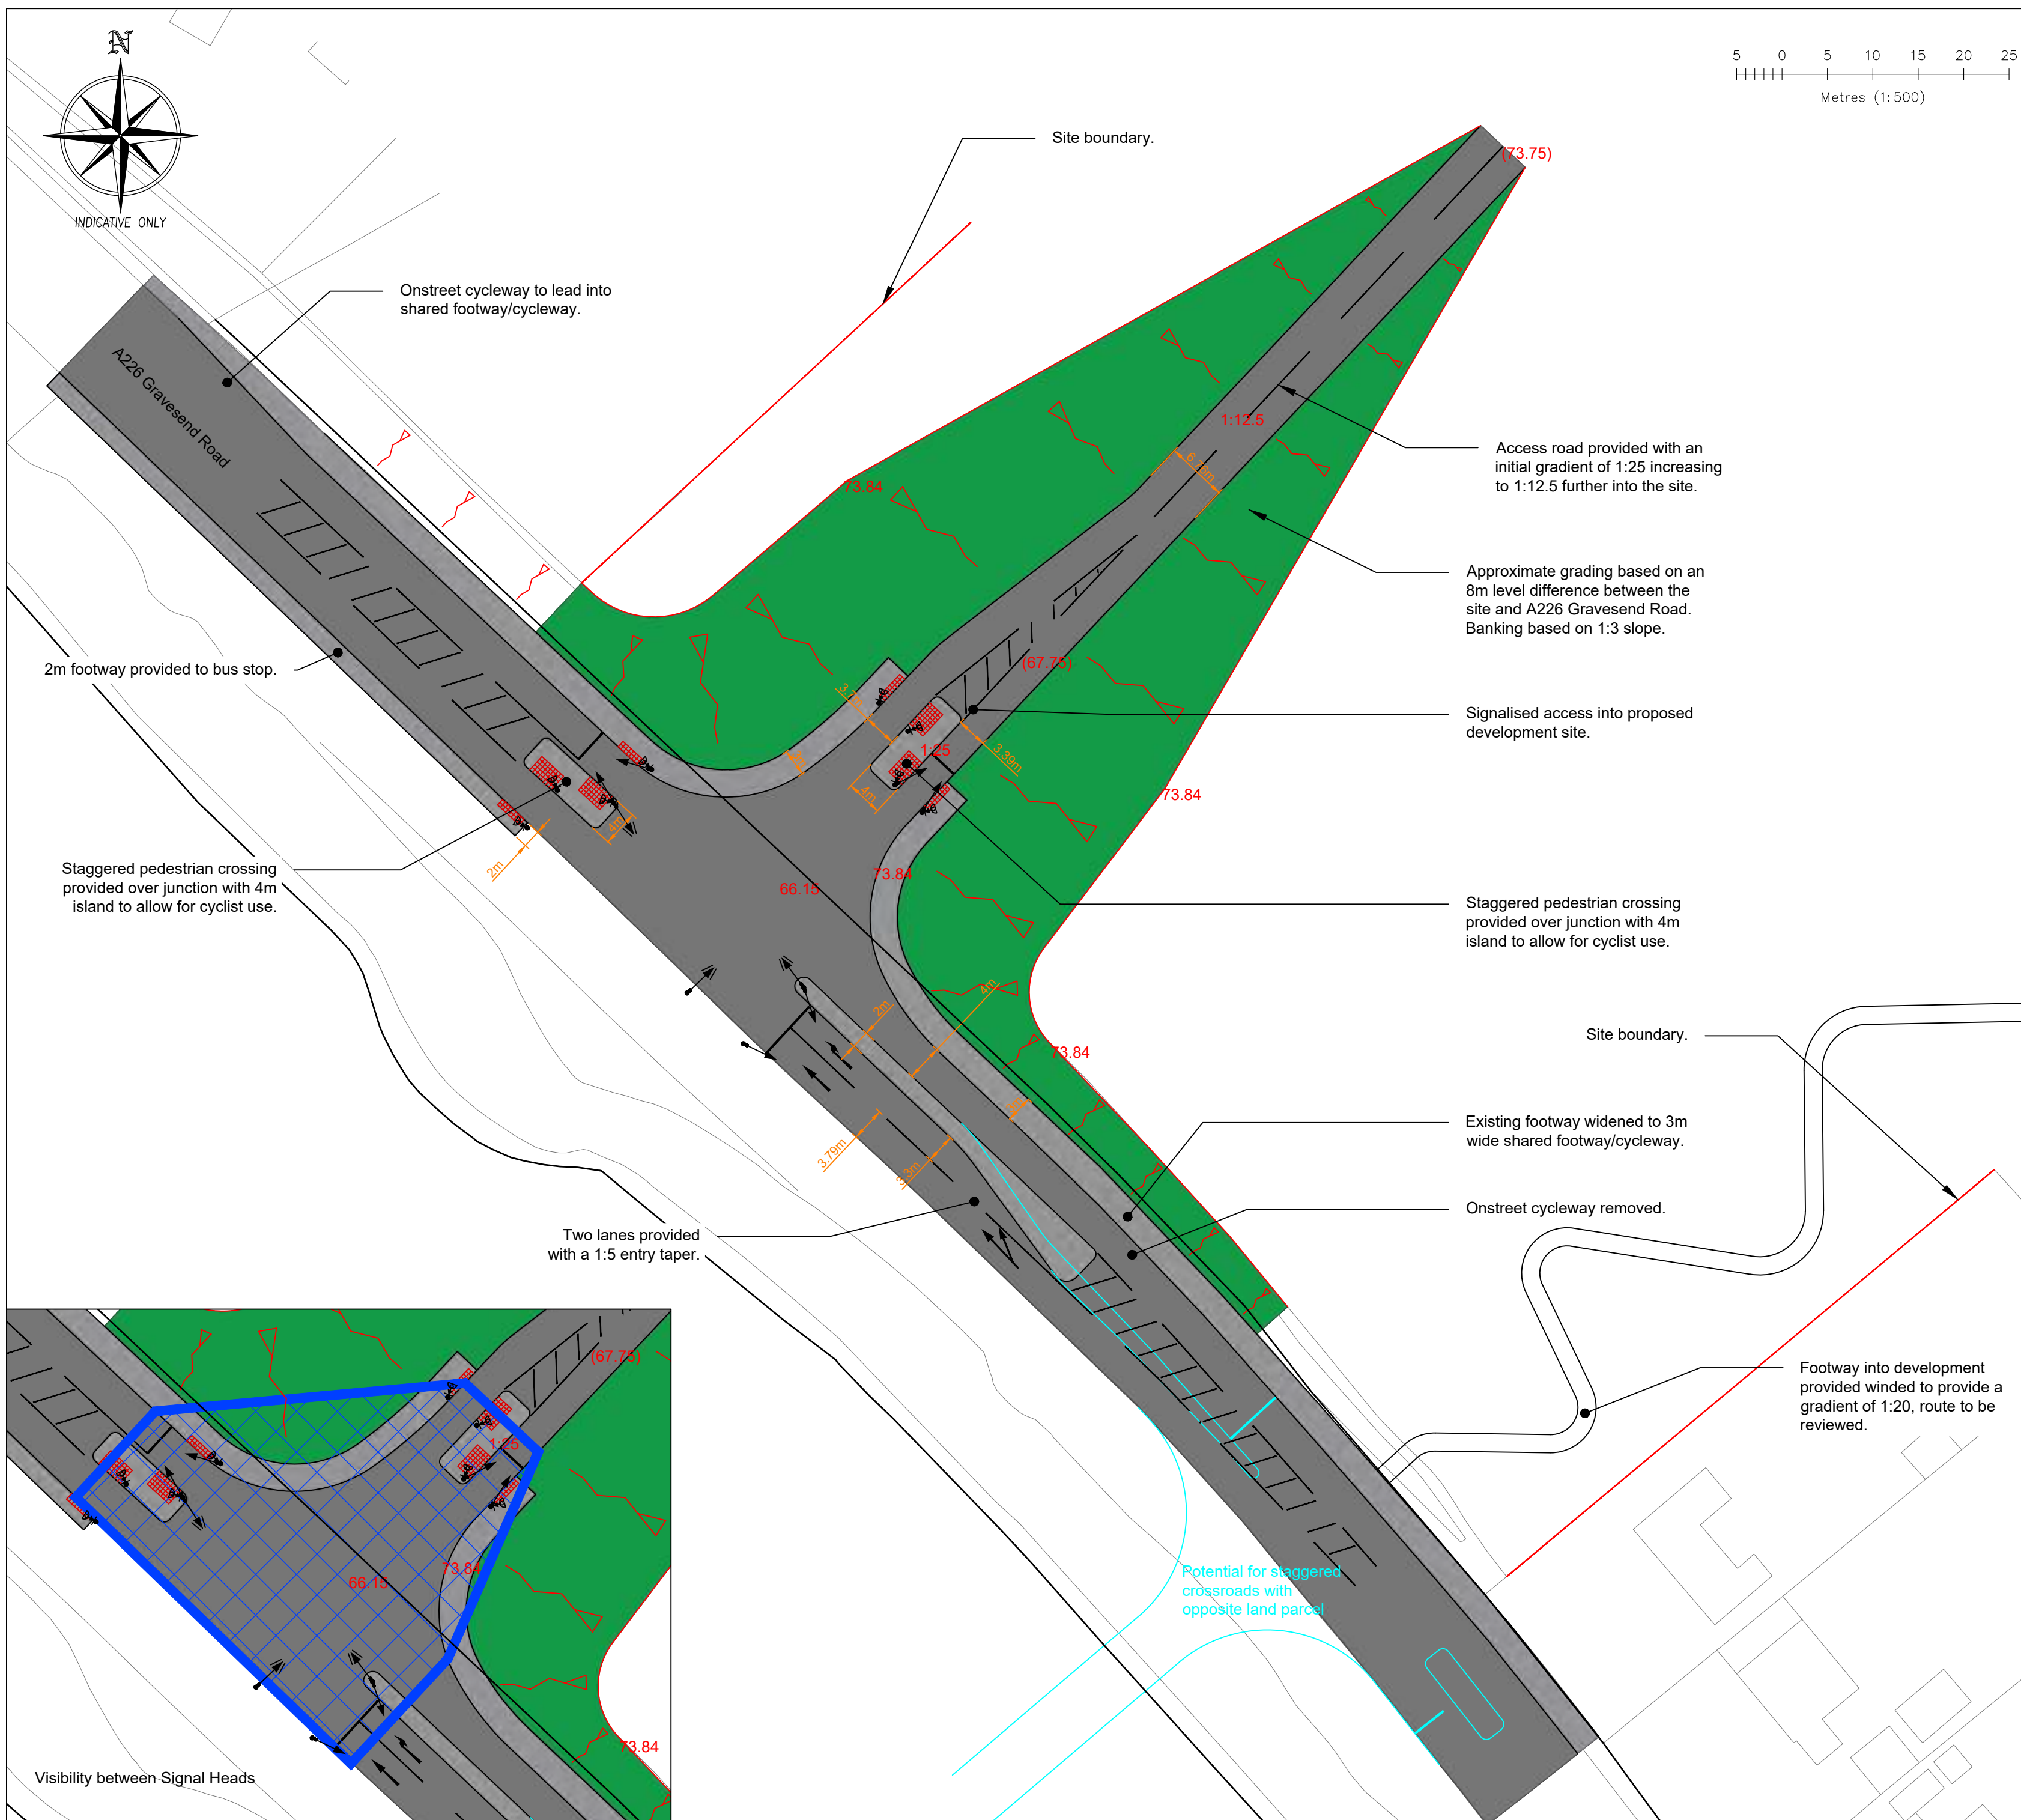 N
INDICATIVE ONLY
5 0 5 10 15 20 25
Metres (1:500)
Site boundary.
(73.75)
Onstreet cycleway to lead into
shared footway/cycleway.
A226 Gravesend Road
1:12.5
6.76m
73.84
Access road provided with an
initial gradient of 1:25 increasing
to 1:12.5 further into the site.
Approximate grading based on an
8m level difference between the
site and A226 Gravesend Road.
Banking based on 1:3 slope.
2m footway provided to bus stop.
(67.75)
Signalised access into proposed
development site.
1:25
3.39m
4m
73.84
4m
2m
Staggered pedestrian crossing
provided over junction with 4m
island to allow for cyclist use.
73.84
66.15
Staggered pedestrian crossing
provided over junction with 4m
island to allow for cyclist use.
2m
4m
73.84
Site boundary.
3.79m
3.3m
Existing footway widened to 3m
wide shared footway/cycleway.
Onstreet cycleway removed.
Two lanes provided
with a 1:5 entry taper.
Footway into development
provided winded to provide a
gradient of 1:20, route to be
reviewed.
Potential for staggered
crossroads with
opposite land parcel
(67.75)
1:25
73.84
66.15
73.84
Visibility between Signal Heads